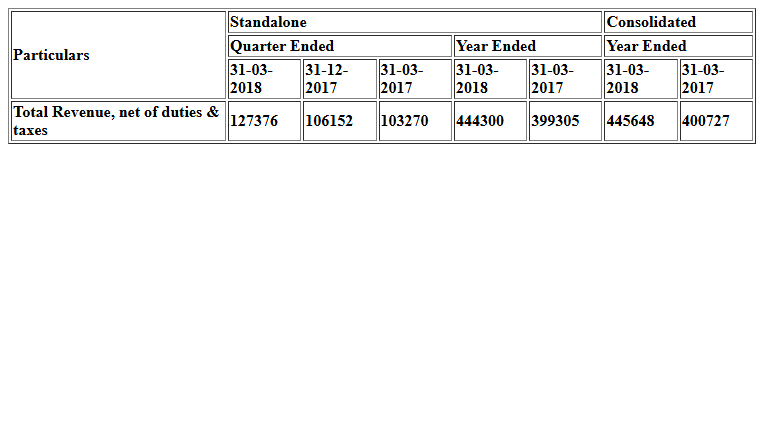 Particulars
Standalone
Consolidated
Quarter Ended
Year Ended
Year Ended
31-03-
2018
31-12-
2017
31-03-
2017
31-03-
2018
31-03-
2017
31-03-
2018
31-03-
2017
Total Revenue, net of duties &
taxes
127376
106152
103270
444300
399305
445648
400727